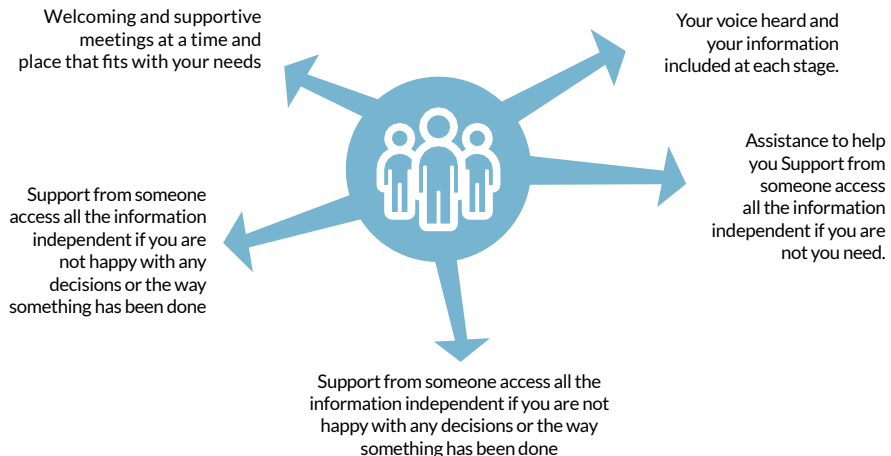 Welcoming and supportive
meetings at a time and
place that fits with your needs
Your voice heard and
your information
included at each stage.
Assistance to help
you Support from
someone access
all the information
independent if you are
not you need.
Support from someone
access all the information
independent if you are
not happy with any
decisions or the way
something has been done
Support from someone access all the
information independent if you are not
happy with any decisions or the way
something has been done